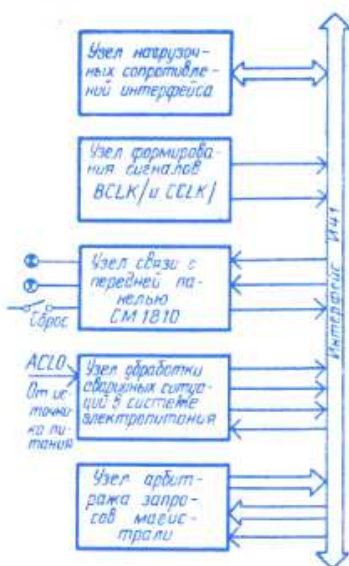 Узел нагрузоч-
ных сопротивле-
ний интерфейса
Узел формирова-
ния сигналов
BCLK/ и CCLK/
Узел связи с
передней па-
нелью
СМ 1810
Сброс
ACLO
От ис-
точни-
ка пи-
тания
Узел обработки
аварийных ситуа-
ций в системе
электропитания
Узел арбит-
ража запро-
сов магис-
трали
Интерфейс И41